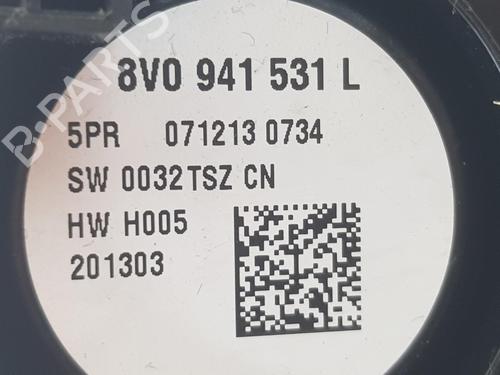 8V0 941 531 L
5PR 071213 0734
SW 0032TSZ CN
HW H005
201303
B-PARTS